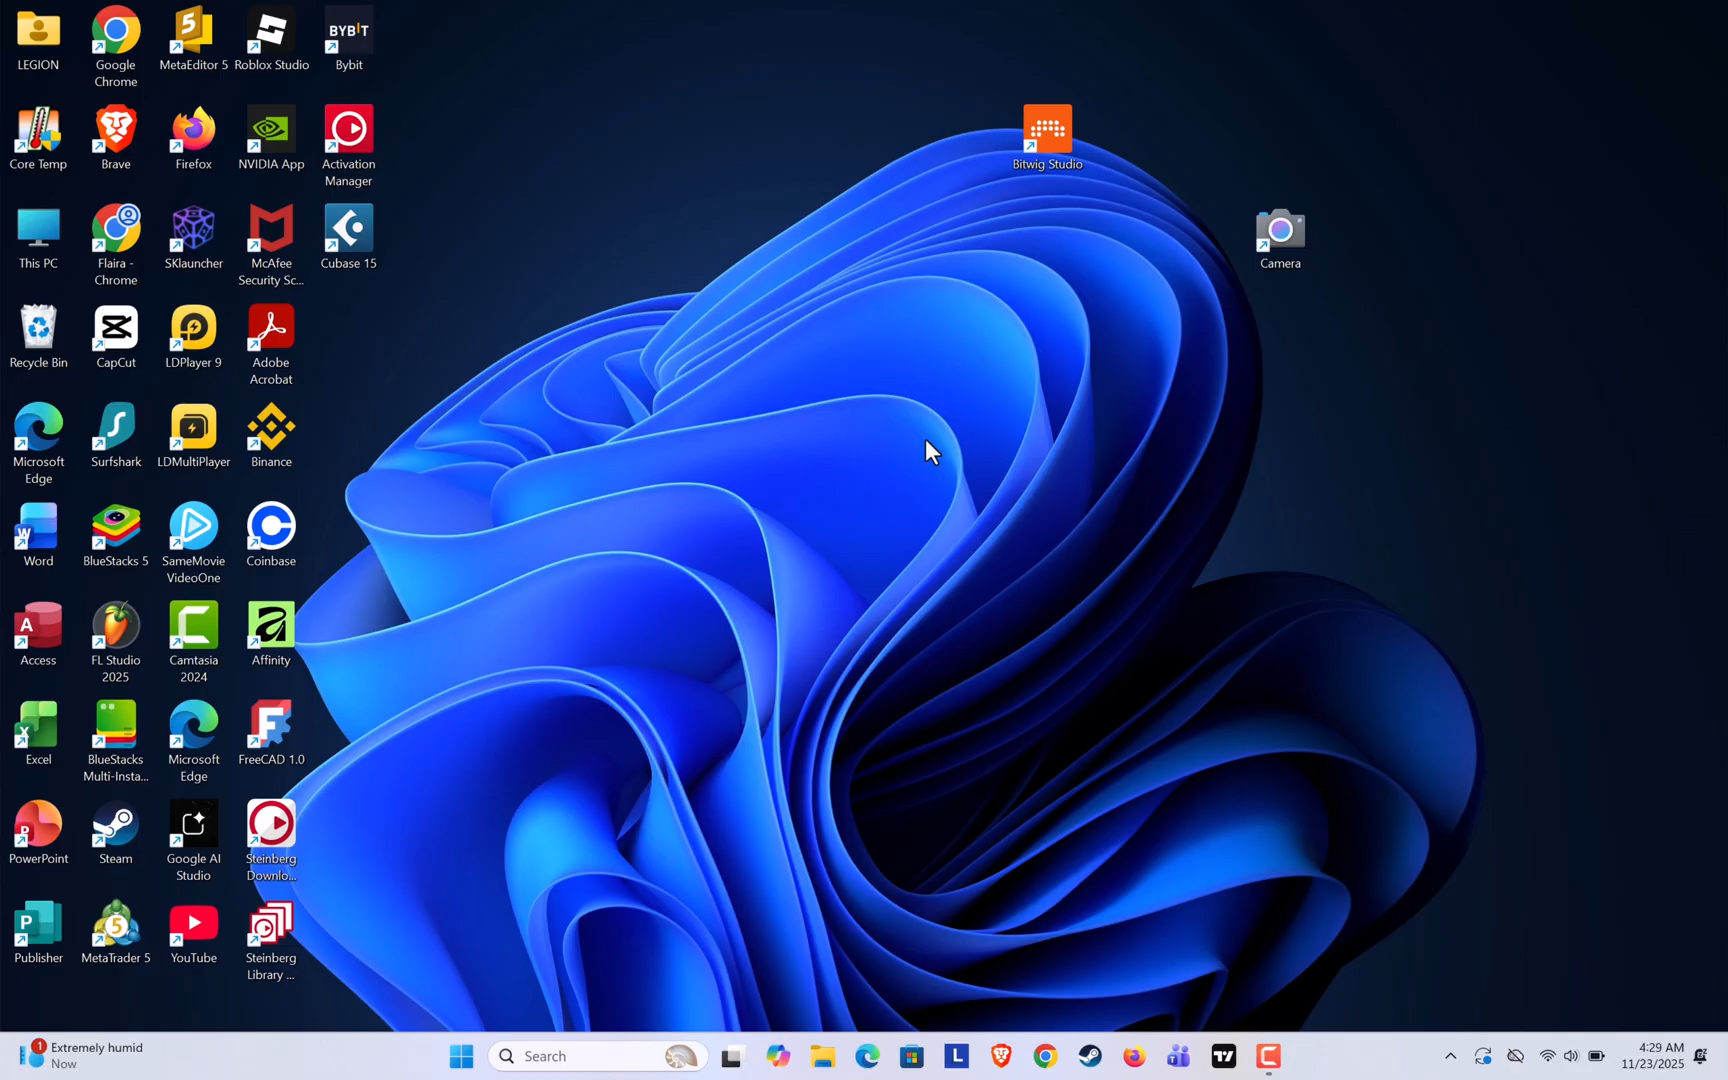 LEGION
Google
Chrome
MetaEditor 5
Roblox Studio
BYBIT
Bybit
Core Temp
Brave
Firefox
NVIDIA App
Activation
Manager
Bitwig Studio
This PC
Flaira -
Chrome
SKlauncher
McAfee
Security Sc...
Cubase 15
Camera
Recycle Bin
CapCut
LDPlayer 9
Adobe
Acrobat
Microsoft
Edge
Surfshark
LDMultiPlayer
Binance
Word
BlueStacks 5
SameMovie
VideoOne
Coinbase
Access
FL Studio
2025
Camtasia
2024
Affinity
Excel
BlueStacks
Multi-Insta...
Microsoft
Edge
FreeCAD 1.0
PowerPoint
Steam
Google AI
Studio
Steinberg
Downlo...
Publisher
MetaTrader 5
YouTube
Steinberg
Library ...
1
Extremely humid
Now
Search
4:29 AM
11/23/2025